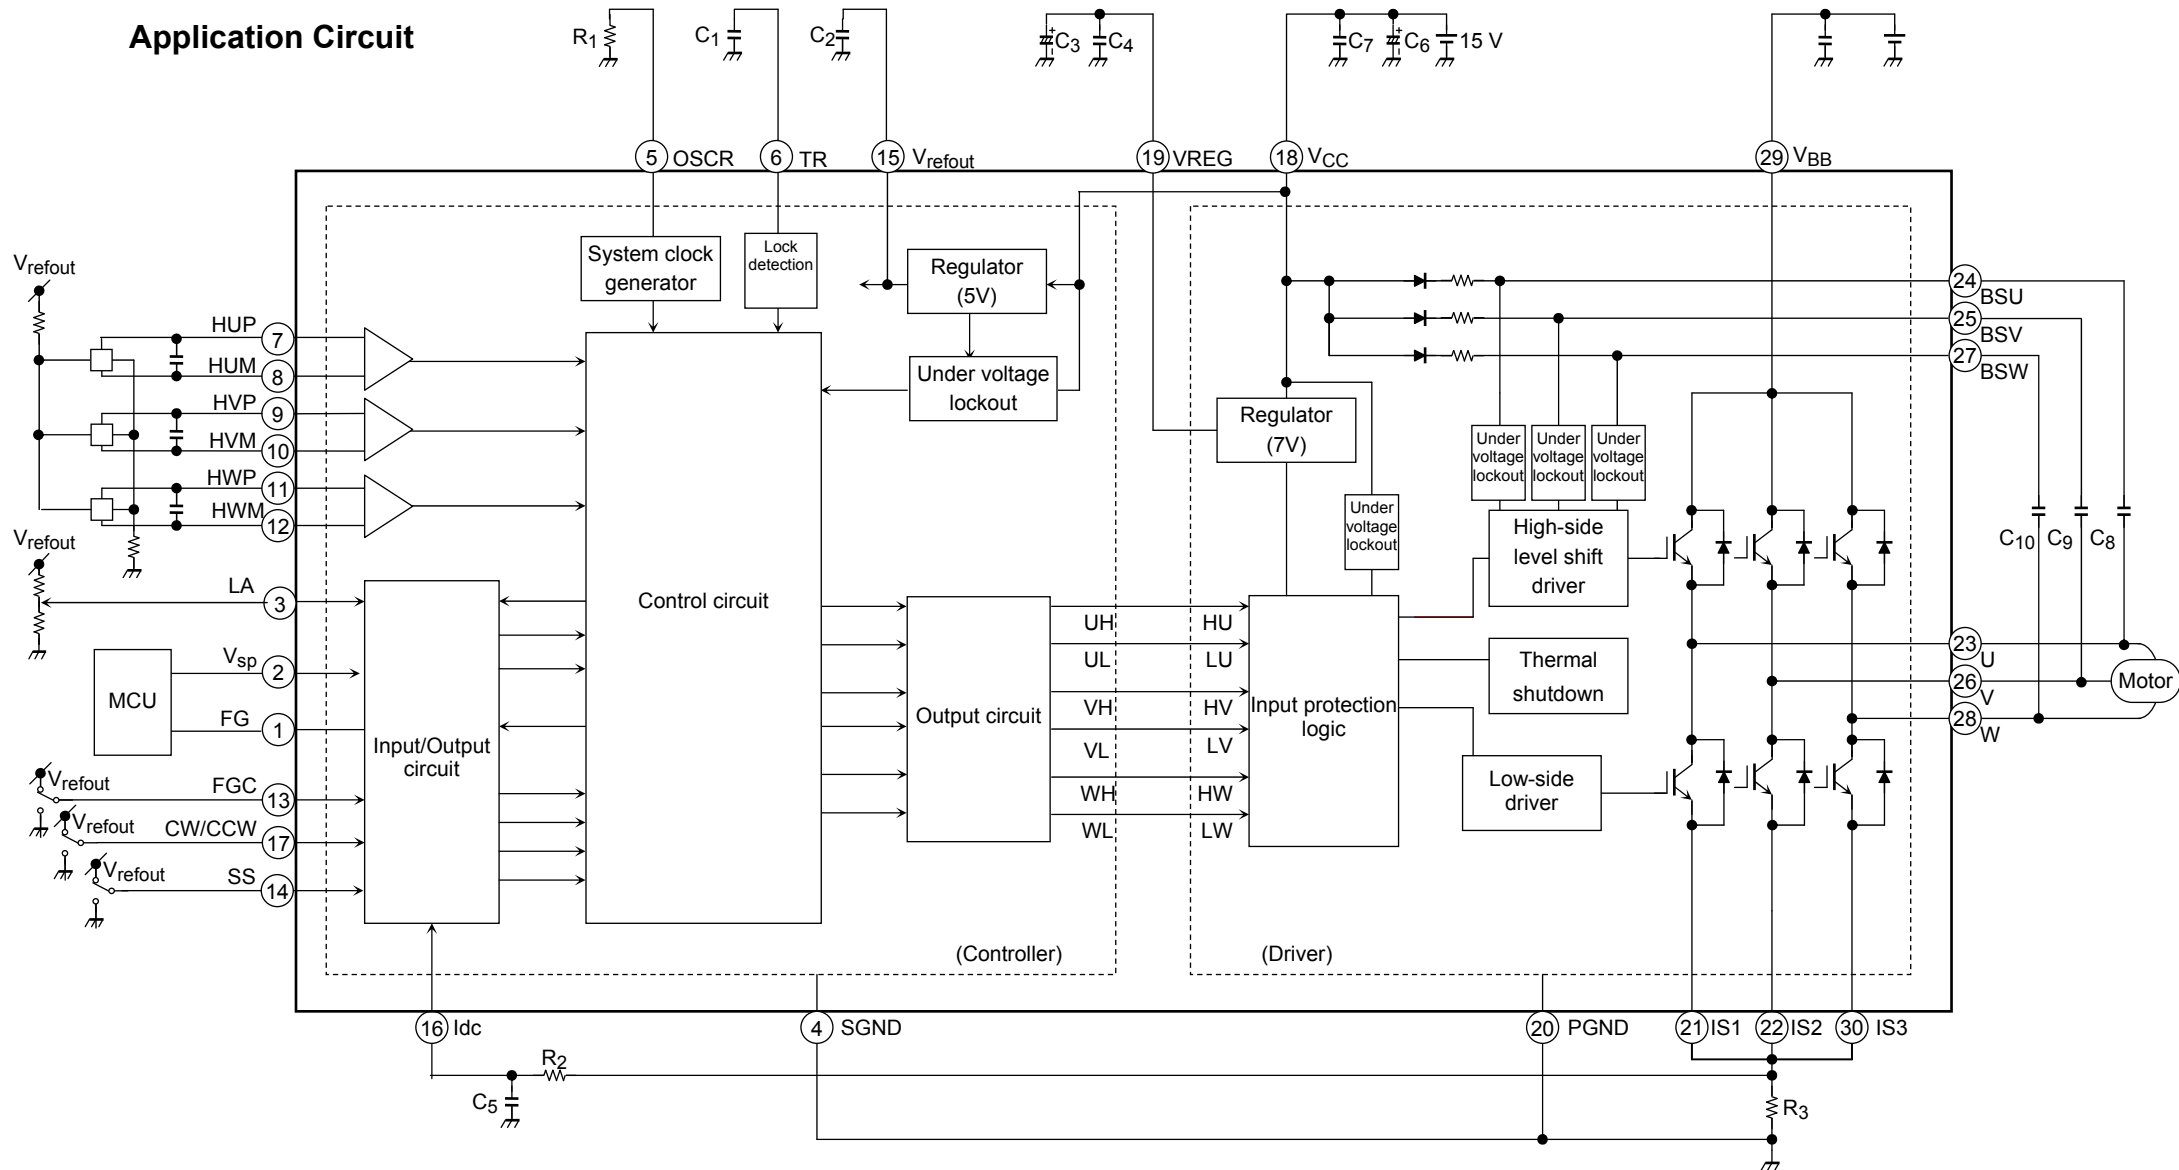 Application Circuit
R1
C1
C2
C3
C4
C7
C6
15 V
5 OSCR
6 TR
15 Vrefout
19 VREG
18 VCC
29 VBB
System clock
generator
Lock
detection
Regulator
(5V)
Under voltage
lockout
Vrefout
HUP 7
HUM 8
HVP 9
HVM 10
HWP 11
HWM 12
Vrefout
LA 3
Vsp 2
MCU
FG 1
Vrefout
FGC 13
Vrefout
CW/CCW 17
Vrefout
SS 14
Input/Output
circuit
Control circuit
Output circuit
UH
UL
VH
VL
WH
WL
HU
LU
HV
LV
HW
LW
(Controller)
(Driver)
Regulator
(7V)
Under
voltage
lockout
Under
voltage
lockout
Under
voltage
lockout
Under
voltage
lockout
High-side
level shift
driver
Input protection
logic
Thermal
shutdown
Low-side
driver
24
BSU
25
BSV
27
BSW
C10
C9
C8
23
U
26
V
28
W
Motor
16 Idc
4 SGND
20 PGND
21 IS1
22 IS2
30 IS3
R2
C5
R3